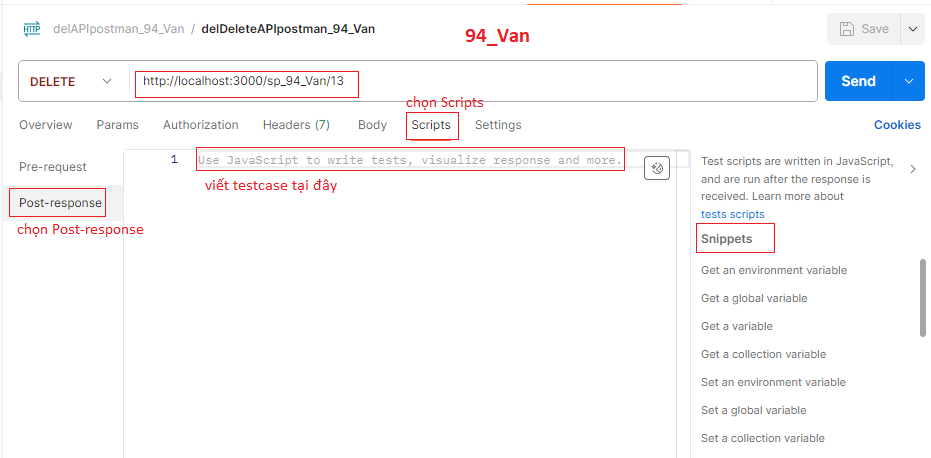 HTTP delAPIpostman_94_Van / delDeleteAPIpostman_94_Van
94_Van
Save
DELETE
http://localhost:3000/sp_94_Van/13
Send
chọn Scripts
Overview Params Authorization Headers (7) Body Scripts Settings Cookies
Pre-request
Post-response
chọn Post-response
1 Use JavaScript to write tests, visualize response and more.
viết testcase tại đây
Test scripts are written in JavaScript,
and are run after the response is
received. Learn more about
tests scripts
Snippets
Get an environment variable
Get a global variable
Get a variable
Get a collection variable
Set an environment variable
Set a global variable
Set a collection variable